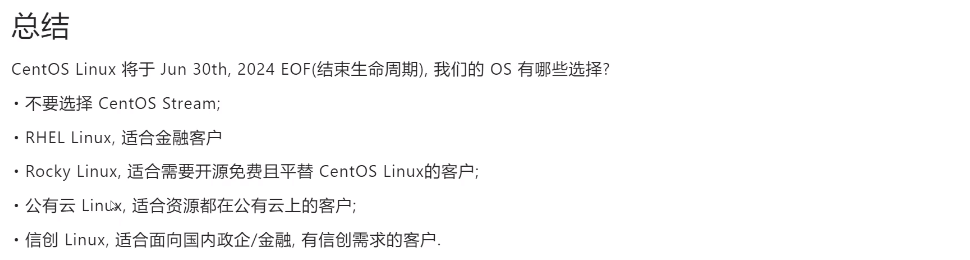 总结
CentOS Linux 将于 Jun 30th, 2024 EOF(结束生命周期), 我们的 OS 有哪些选择?
• 不要选择 CentOS Stream;
• RHEL Linux, 适合金融客户
• Rocky Linux, 适合需要开源免费且平替 CentOS Linux的客户;
• 公有云 Linux, 适合资源都在公有云上的客户;
• 信创 Linux, 适合面向国内政企/金融, 有信创需求的客户.